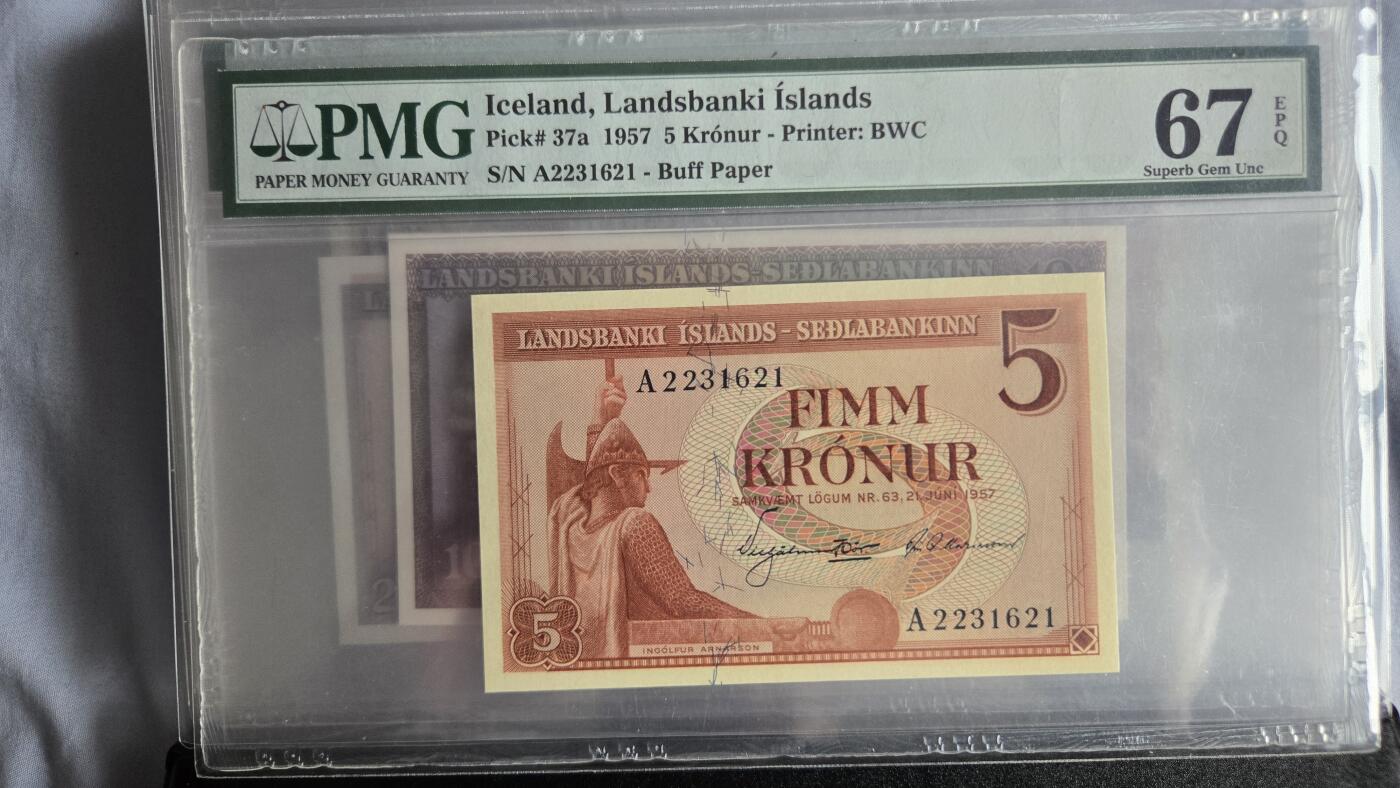 PMG
PAPER MONEY GUARANTY
Iceland, Landsbanki Íslands
Pick# 37a 1957 5 Krónur - Printer: BWC
S/N A2231621 - Buff Paper
67
EPQ
Superb Gem Unc
LANDSBANKI ÍSLANDS-SEÐLABANKINN
LANDSBANKI ÍSLANDS - SEÐLABANKINN
5
A2231621
FIMM
KRÓNUR
SAMKVÆMT LÖGUM NR. 63, 21. JÚNÍ 1957
A2231621
5
INGÓLFUR ARNARSON